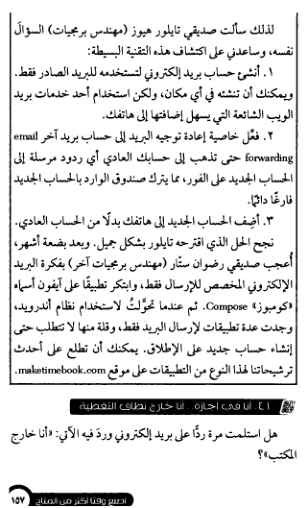 لذلك سألت صديقي تايلور هيوز (مهندس برمجيات) السؤالَ
نفسه، وساعدني على اكتشاف هذه التقنية البسيطة:
١. أنشئ حساب بريد إلكتروني لتستخدمه للبريد الصادر فقط.
ويمكنك أن تنشئه في أي مكان، ولكن استخدام أحد خدمات بريد
الويب الشائعة التي يسهل إضافتها إلى هاتفك.
٢. فعِّل خاصية إعادة توجيه البريد إلى حساب بريد آخر email
forwarding حتى تذهب إلى حسابك العادي أي ردود مرسلة إلى
الحساب الجديد على الفور، مما يترك صندوق الوارد بالحساب الجديد
فارغًا دائمًا.
٣. أضِف الحساب الجديد إلى هاتفك بدلًا من الحساب العادي.
نجح الحل الذي اقترحه تايلور بشكل جميل. وبعد بضعة أشهر،
أُعجب صديقي رضوان ستّار (مهندس برمجيات آخر) بفكرة البريد
الإلكتروني المخصص للإرسال فقط، وابتكر تطبيقًا على آيفون أسماه
«كومبوز» Compose. ثم عندما تحوَّلتُ لاستخدام نظام أندرويد،
وجدت عدة تطبيقات لإرسال البريد فقط، وقلة منها لا تتطلب حتى
إنشاء حساب جديد على الإطلاق. يمكنك أن تطلع على أحدث
ترشيحاتنا لهذا النوع من التطبيقات على موقع maketimebook.com.
٤١. أنا في إجازة.. أنا خارج نطاق التغطية
هل استلمت مرة ردًّا على بريد إلكتروني وردَ فيه الآتي: «أنا خارج
المكتب»؟
اصنع وقتًا أكثر من المتاح ١٥٧